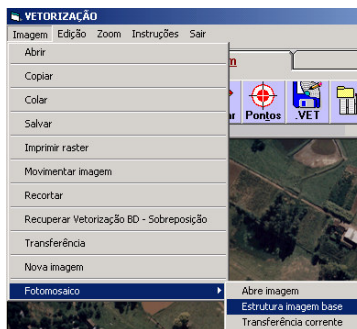 VETORIZAÇÃO
Imagem Edição Zoom Instruções Sair
Abrir
Copiar
Colar
Salvar
Imprimir raster
Movimentar imagem
Recortar
Recuperar Vetorização BD - Sobreposição
Transferência
Nova imagem
Fotomosaico
Pontos .VET
Abre imagem
Estrutura imagem base
Transferência corrente